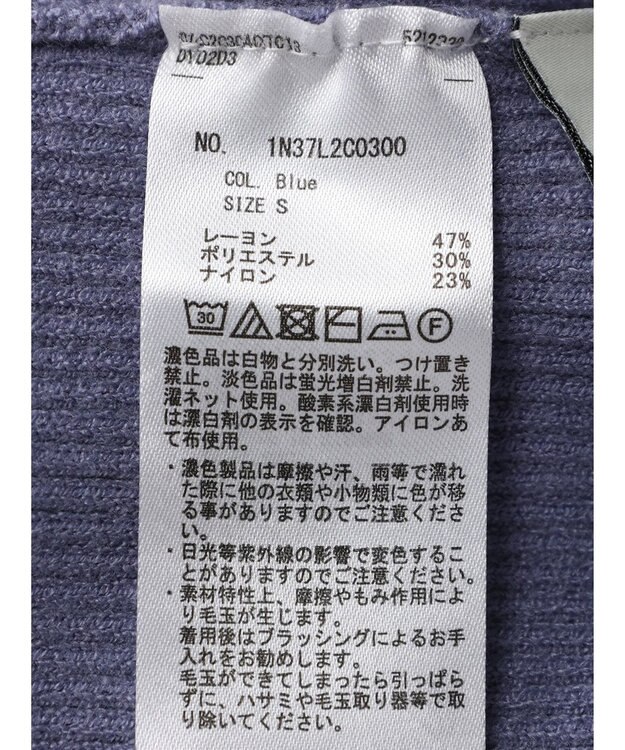 DY02D3
NO. 1N37L2C0300
COL. Blue
SIZE S
レーヨン 47%
ポリエステル 30%
ナイロン 23%
30 F
濃色品は白物と分別洗い。つけ置き
禁止。淡色品は蛍光増白剤禁止。洗
濯ネット使用。酸素系漂白剤使用時
は漂白剤の表示を確認。アイロンあ
て布使用。
・濃色製品は摩擦や汗、雨等で濡れ
た際に他の衣類や小物類に色が移
る事がありますのでご注意くださ
い。
・日光等紫外線の影響で変色するこ
とがありますのでご注意ください。
・素材特性上、摩擦やもみ作用によ
り毛玉が生じます。
着用後はブラッシングによるお手
入れをお勧めします。
毛玉ができてしまったら引っぱら
ずに、ハサミや毛玉取り器等で取
り除いてください。